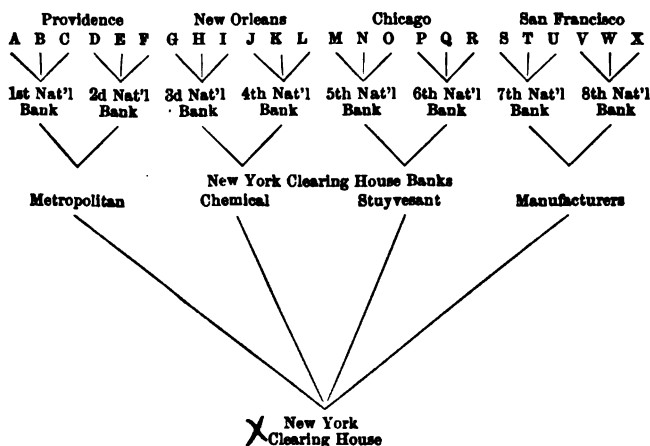 Providence New Orleans Chicago San Francisco
A B C D E F G H I J K L M N O P Q R S T U V W X
1st Nat'l 2d Nat'l 3d Nat'l 4th Nat'l 5th Nat'l 6th Nat'l 7th Nat'l 8th Nat'l
Bank Bank Bank Bank Bank Bank Bank Bank
New York Clearing House Banks
Metropolitan Chemical Stuyvesant Manufacturers
New York
X Clearing House